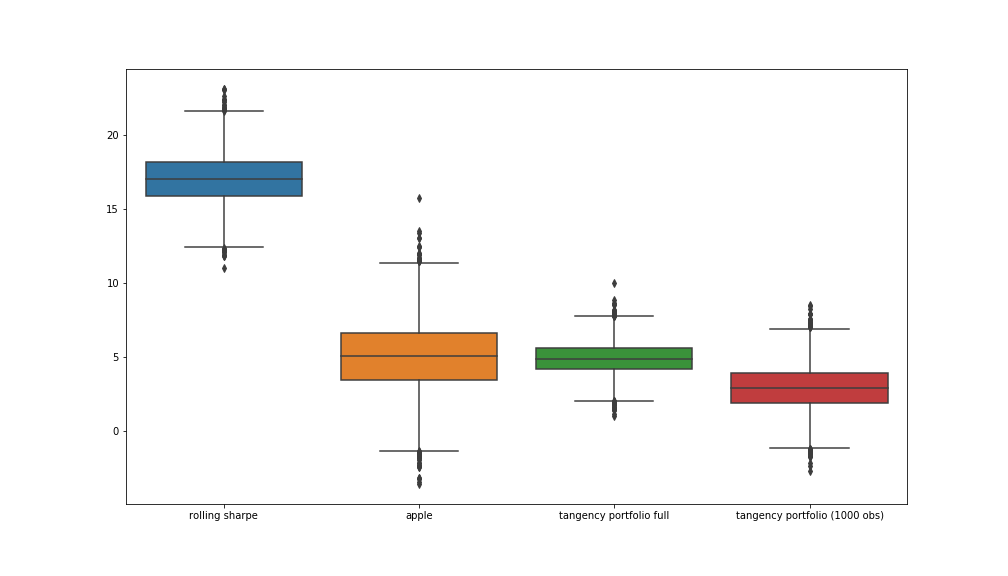 20
15
10
5
0
rolling sharpe
apple
tangency portfolio full
tangency portfolio (1000 obs)